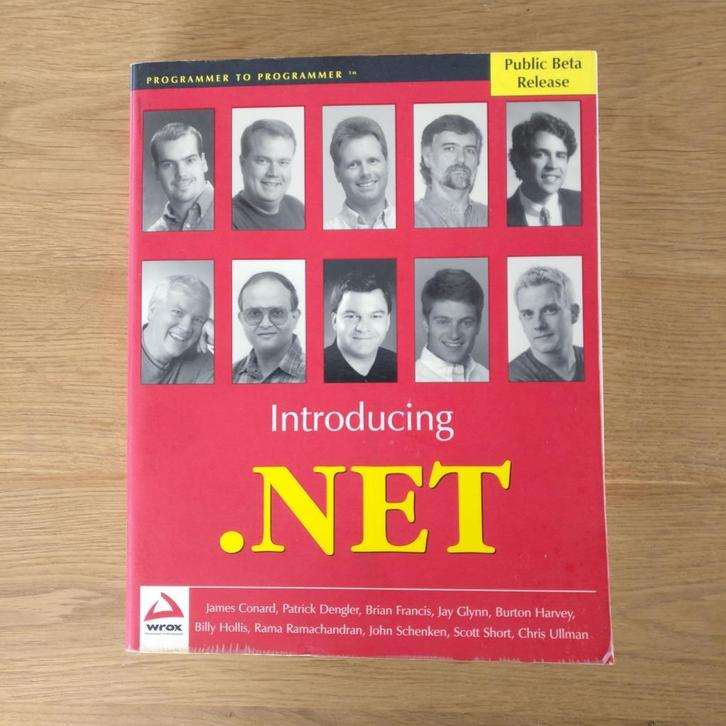 PROGRAMMER TO PROGRAMMER ™
Public Beta
Release
Introducing
.NET
James Conard, Patrick Dengler, Brian Francis, Jay Glynn, Burton Harvey,
Billy Hollis, Rama Ramachandran, John Schenken, Scott Short, Chris Ullman
wrox